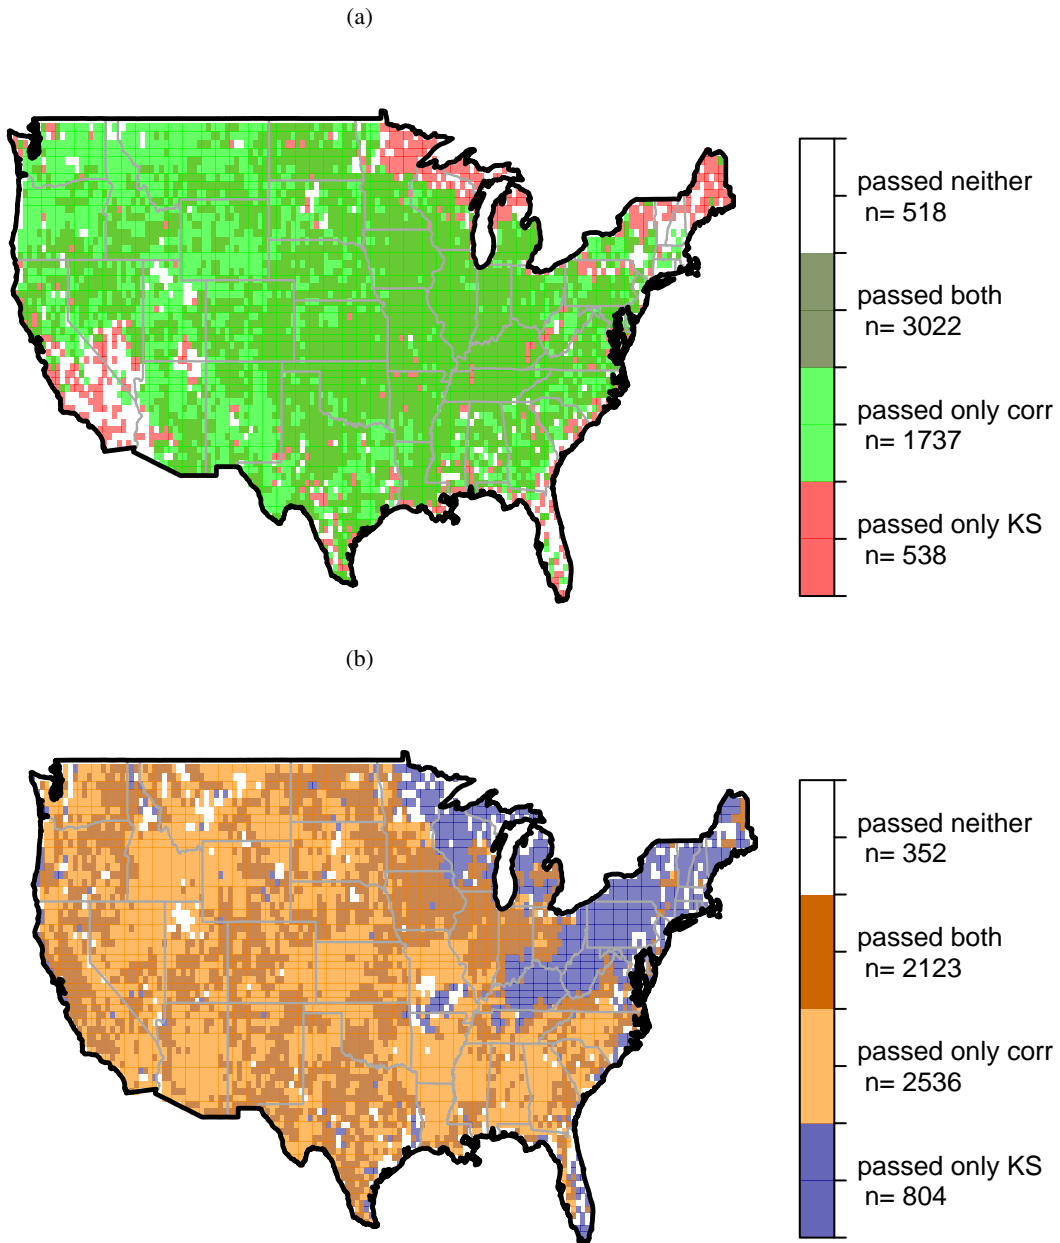 (a)
passed neither
n= 518
passed both
n= 3022
passed only corr
n= 1737
passed only KS
n= 538
(b)
passed neither
n= 352
passed both
n= 2123
passed only corr
n= 2536
passed only KS
n= 804